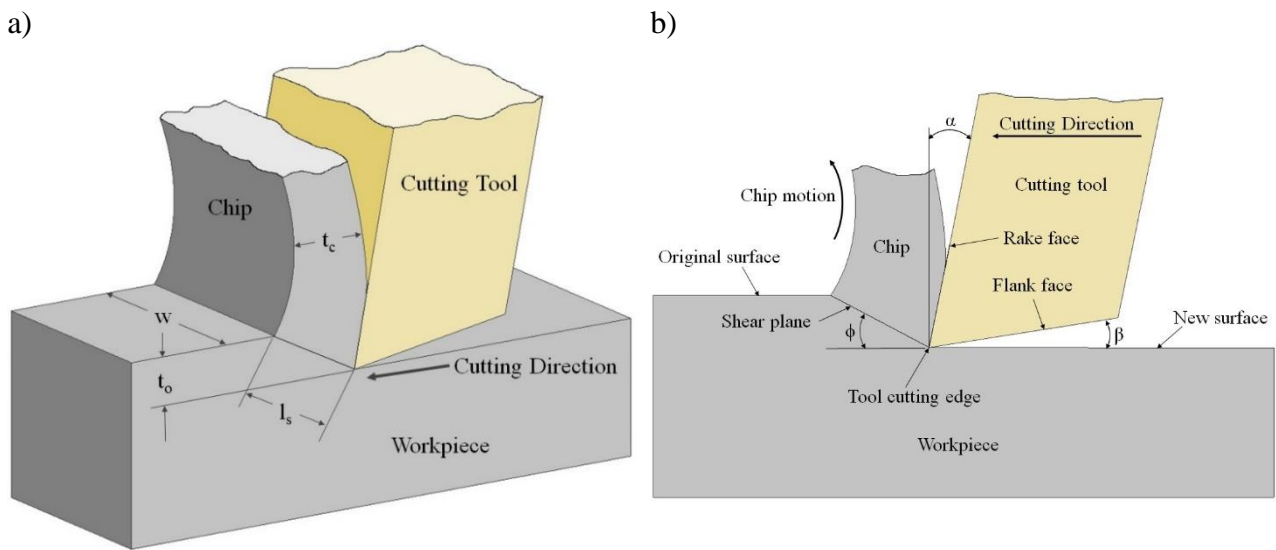 a)
Cutting Tool
Chip
t_c
w
t_o
Cutting Direction
l_s
Workpiece
b)
α
Cutting Direction
Chip motion
Cutting tool
Chip
Rake face
Original surface
Flank face
Shear plane
ϕ
β
New surface
Tool cutting edge
Workpiece